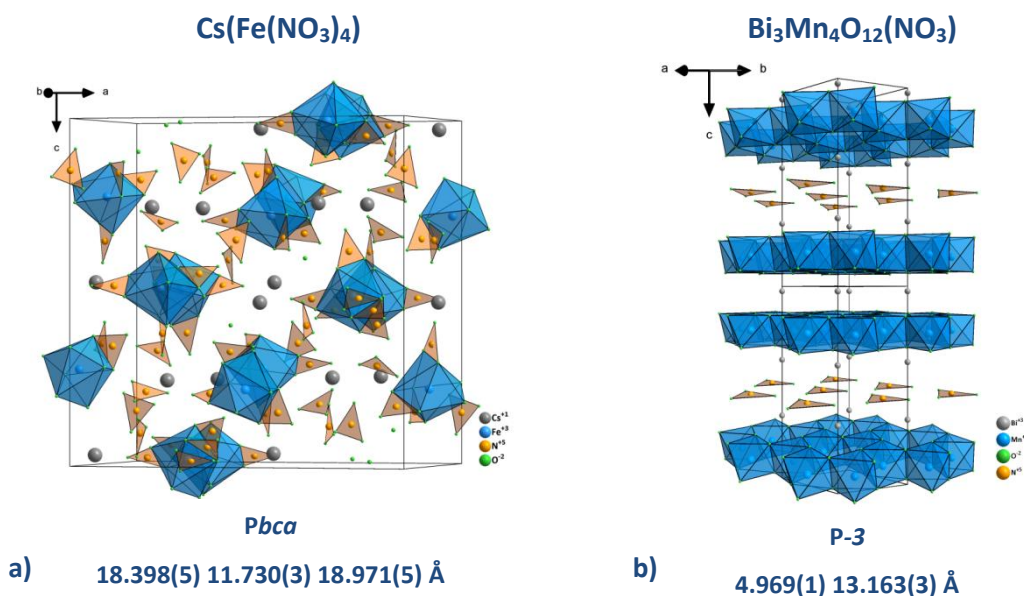 Cs(Fe(NO₃)₄)
b a
c
Cs⁺¹
Fe⁺³
N⁺⁵
O⁻²
Pbca
a) 18.398(5) 11.730(3) 18.971(5) Å
Bi₃Mn₄O₁₂(NO₃)
a b
c
Bi⁺³
O⁻²
N⁺⁵
P-3
b) 4.969(1) 13.163(3) Å